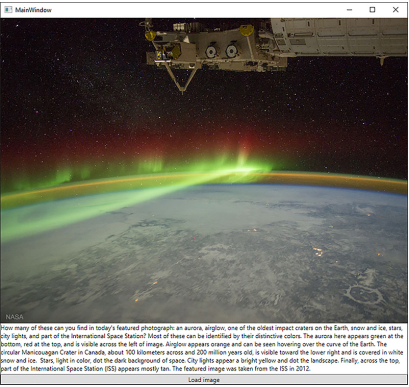 MainWindow
NASA
How many of these can you find in today's featured photograph: an aurora, airglow, one of the oldest impact craters on the Earth, snow and ice, stars,
city lights, and part of the International Space Station? Most of these can be identified by their distinctive colors. The aurora here appears green at the
bottom, red at the top, and is visible across the left of image. Airglow appears orange and can be seen hovering over the curve of the Earth. The
circular Manicouagan Crater in Canada, about 100 kilometers across and 200 million years old, is visible toward the lower right and is covered in white
snow and ice. Stars, light in color, dot the dark background of space. City lights appear a bright yellow and dot the landscape. Finally, across the top,
part of the International Space Station (ISS) appears mostly tan. The featured image was taken from the ISS in 2012.
Load image